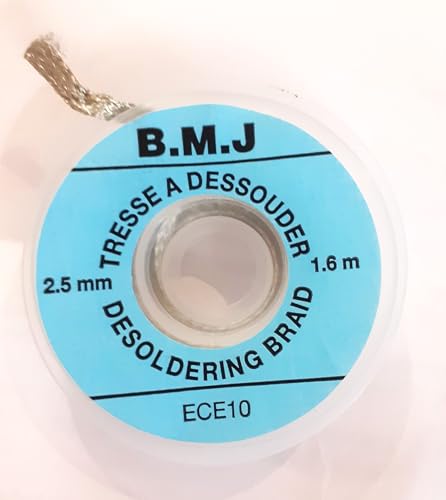 B.M.J
TRESSE A DESSOUDER
2.5 mm
1.6 m
DESOLDERING BRAID
ECE10